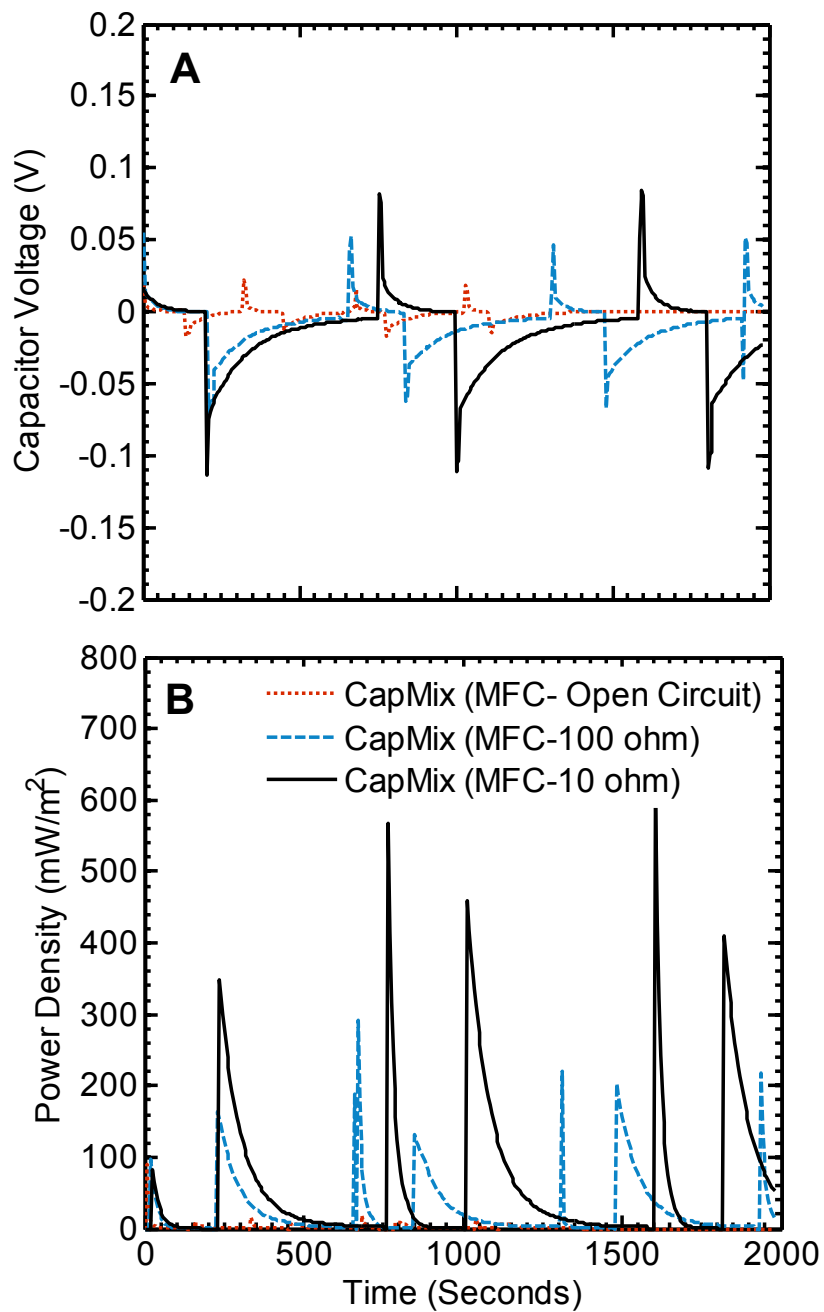 A
Capacitor Voltage (V)
0.2
0.15
0.1
0.05
0
-0.05
-0.1
-0.15
-0.2
B
Power Density (mW/m²)
800
700
600
500
400
300
200
100
0
CapMix (MFC- Open Circuit)
CapMix (MFC-100 ohm)
CapMix (MFC-10 ohm)
0 500 1000 1500 2000
Time (Seconds)